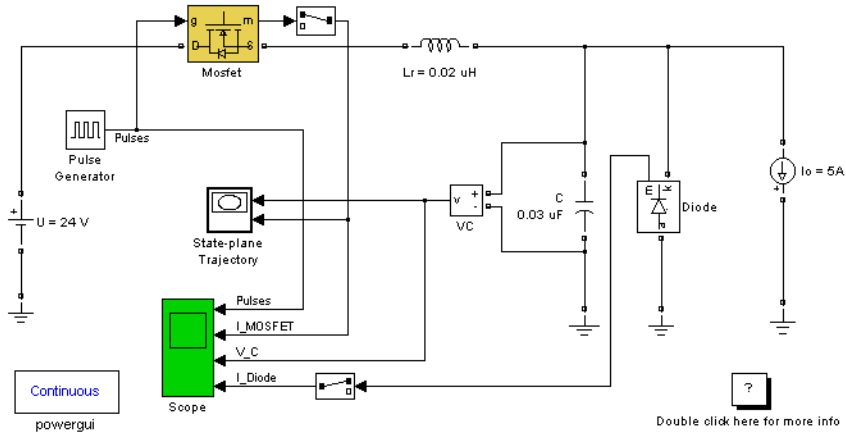 g
m
D
S
Mosfet
Lr = 0.02 uH
Pulses
Pulse
Generator
+
U = 24 V
State-plane
Trajectory
v
+
-
VC
C
0.03 uF
m
k
a
Diode
+
Io = 5A
Pulses
I_MOSFET
V_C
I_Diode
Scope
Continuous
powergui
?
Double click here for more info